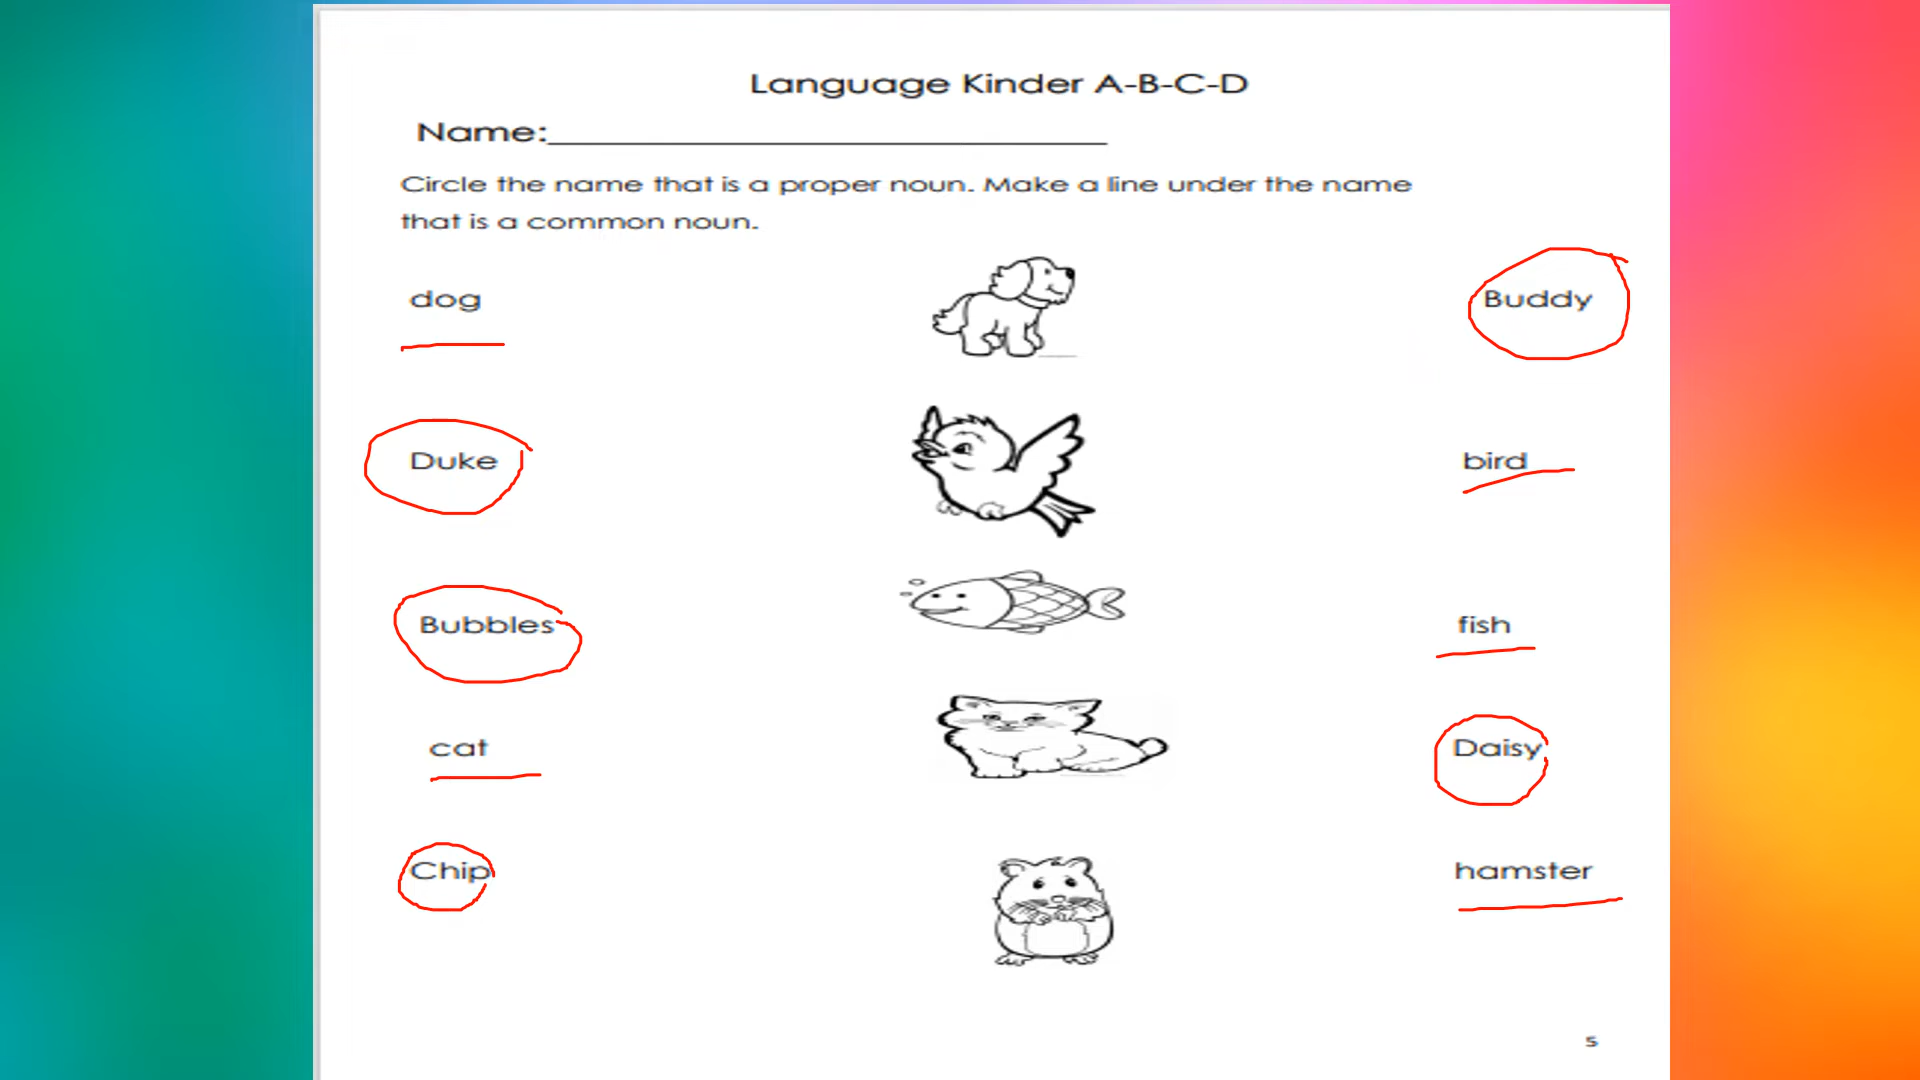 Language Kinder A-B-C-D
Name:______________________________
Circle the name that is a proper noun. Make a line under the name
that is a common noun.
dog Buddy
Duke bird
Bubbles fish
cat Daisy
Chip hamster
5